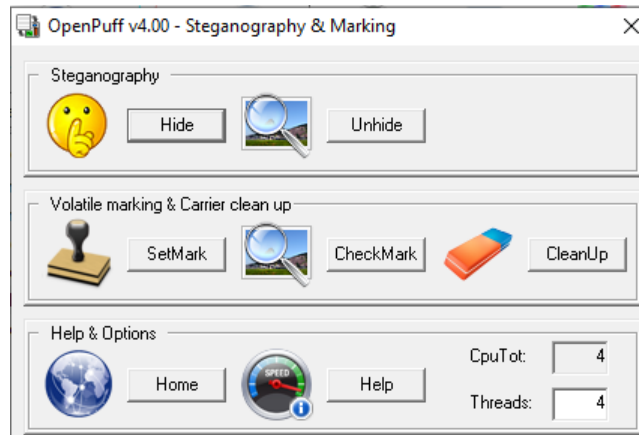 OpenPuff v4.00 - Steganography & Marking
Steganography
Hide
Unhide
Volatile marking & Carrier clean up
SetMark
CheckMark
CleanUp
Help & Options
Home
SPEED
Help
CpuTot: 4
Threads: 4